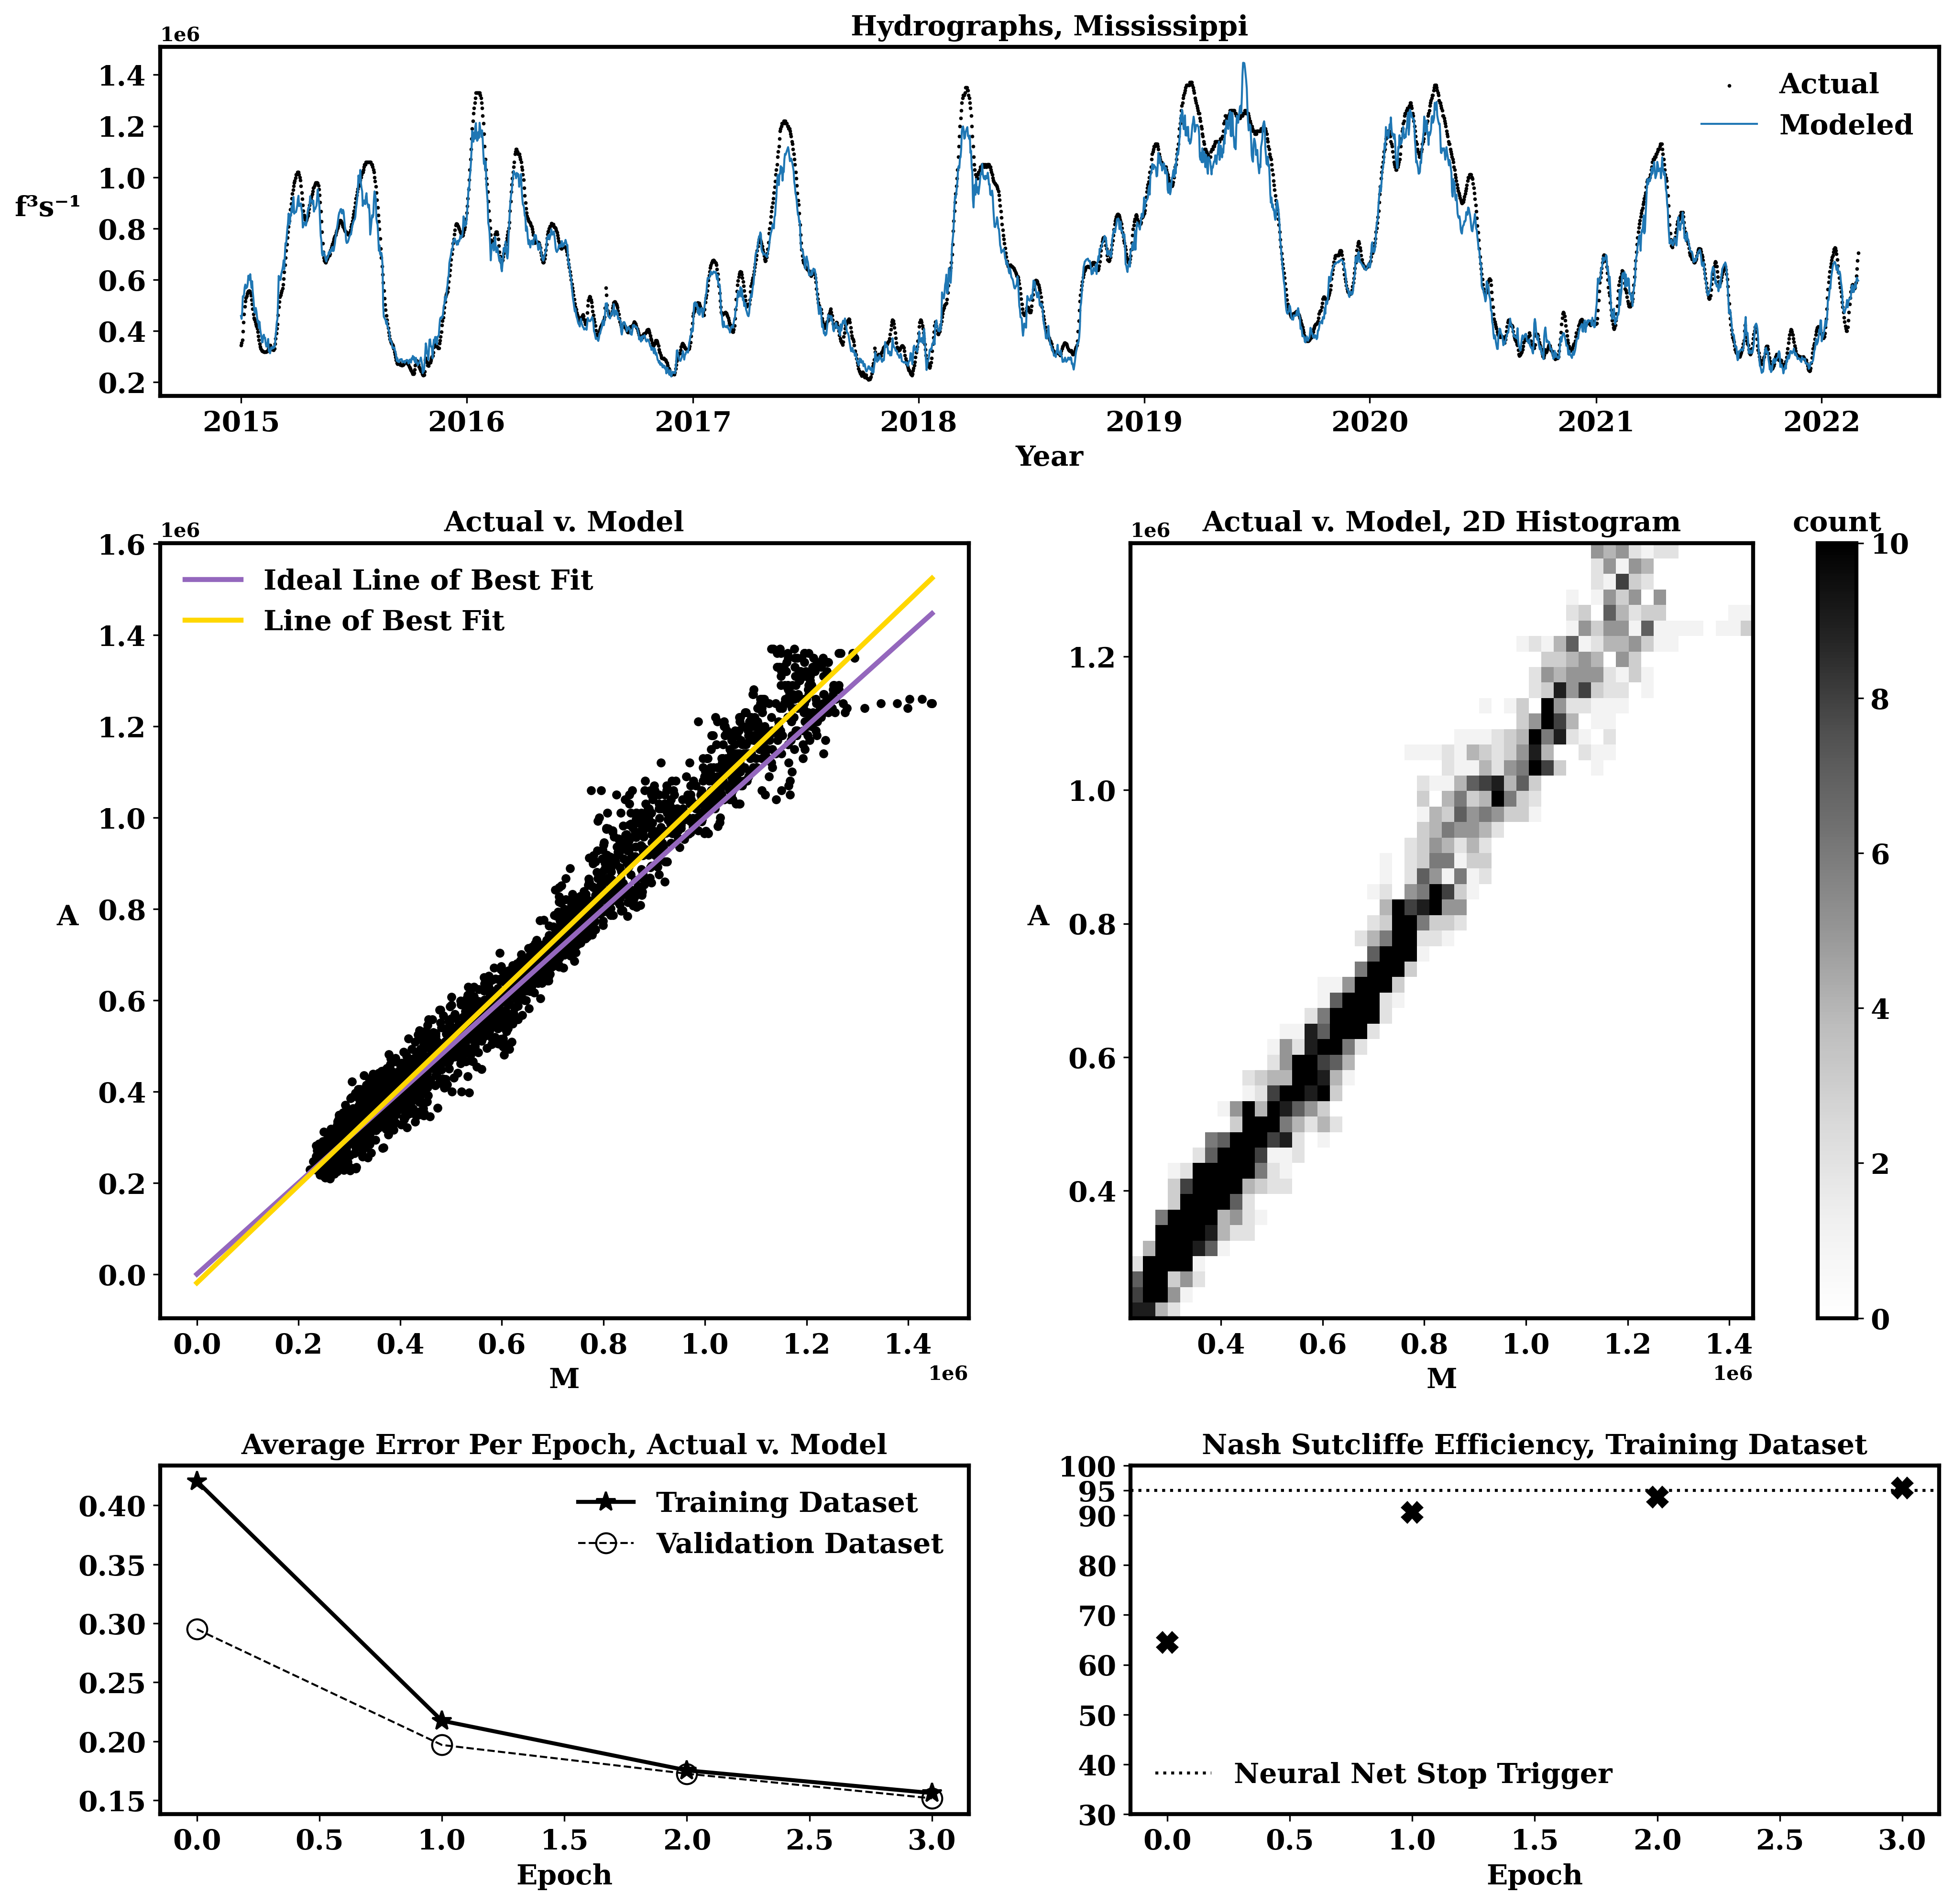 Hydrographs, Mississippi
1e6
1.4
1.2
1.0
0.8
0.6
0.4
0.2
f³s⁻¹
Actual
Modeled
2015 2016 2017 2018 2019 2020 2021 2022
Year
Actual v. Model
1e6
1.6
1.4
1.2
1.0
0.8
0.6
0.4
0.2
0.0
A
Ideal Line of Best Fit
Line of Best Fit
0.0 0.2 0.4 0.6 0.8 1.0 1.2 1.4
1e6
M
Actual v. Model, 2D Histogram
1e6
1.2
1.0
0.8
0.6
0.4
A
0.4 0.6 0.8 1.0 1.2 1.4
1e6
M
count
10
8
6
4
2
0
Average Error Per Epoch, Actual v. Model
0.40
0.35
0.30
0.25
0.20
0.15
Training Dataset
Validation Dataset
0.0 0.5 1.0 1.5 2.0 2.5 3.0
Epoch
Nash Sutcliffe Efficiency, Training Dataset
100
95
90
80
70
60
50
40
30
Neural Net Stop Trigger
0.0 0.5 1.0 1.5 2.0 2.5 3.0
Epoch